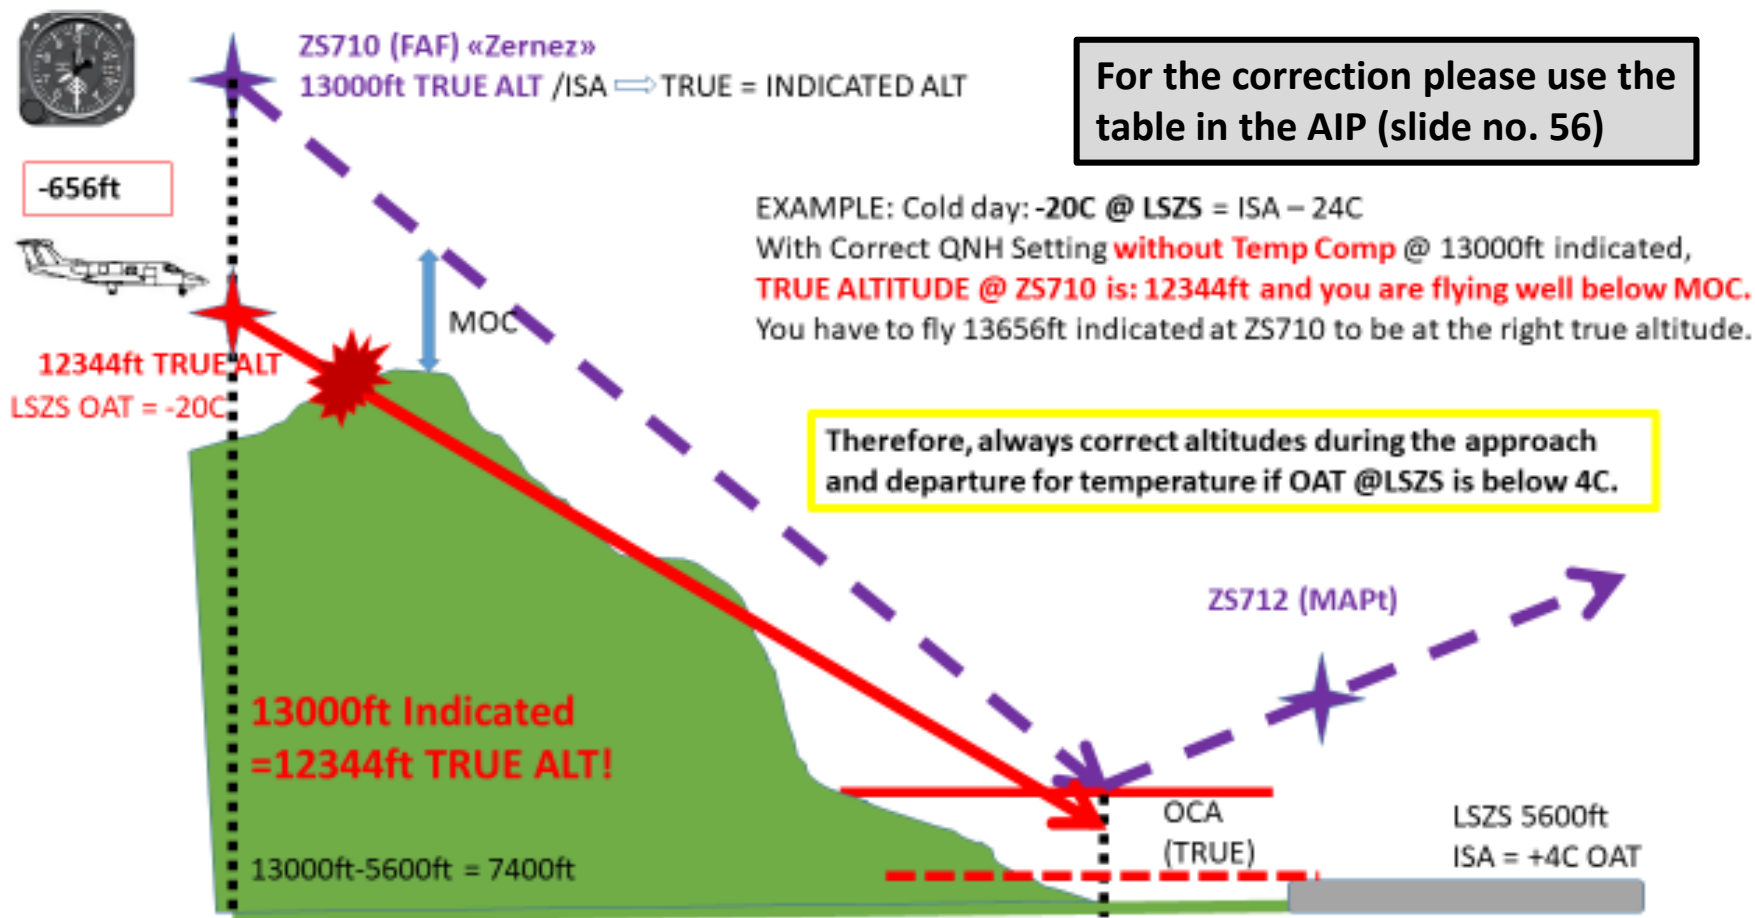 ZS710 (FAF) «Zernez»
13000ft TRUE ALT /ISA ⇒ TRUE = INDICATED ALT
For the correction please use the
table in the AIP (slide no. 56)
-656ft
EXAMPLE: Cold day: -20C @ LSZS = ISA – 24C
With Correct QNH Setting without Temp Comp @ 13000ft indicated,
TRUE ALTITUDE @ ZS710 is: 12344ft and you are flying well below MOC.
You have to fly 13656ft indicated at ZS710 to be at the right true altitude.
MOC
12344ft TRUE ALT
LSZS OAT = -20C
Therefore, always correct altitudes during the approach
and departure for temperature if OAT @LSZS is below 4C.
ZS712 (MAPt)
13000ft Indicated
=12344ft TRUE ALT!
OCA
(TRUE)
LSZS 5600ft
ISA = +4C OAT
13000ft-5600ft = 7400ft